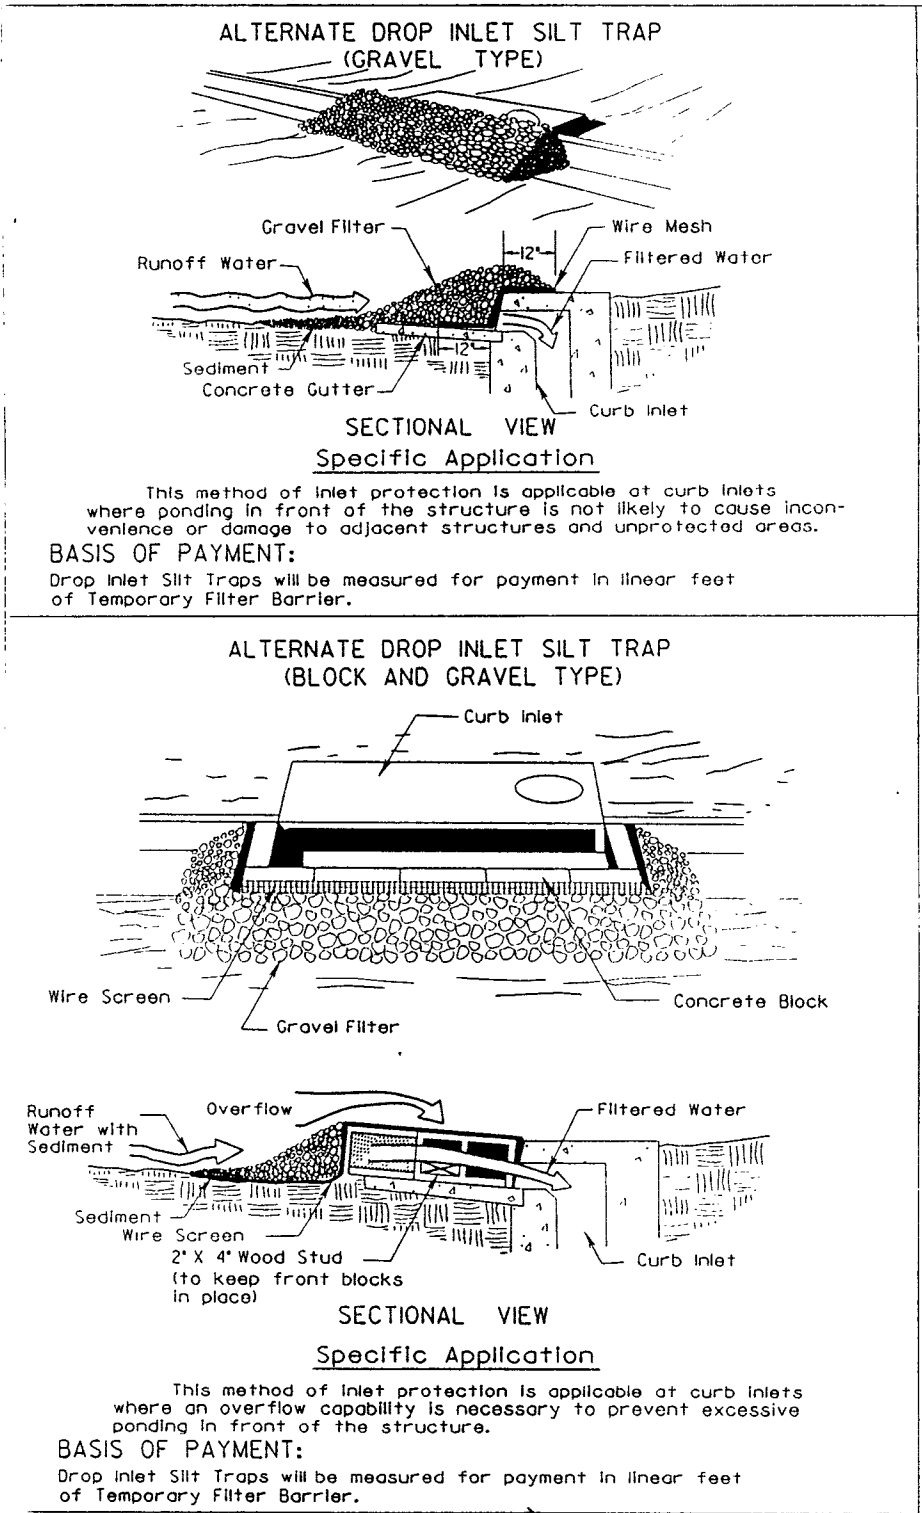 ALTERNATE DROP INLET SILT TRAP
(GRAVEL TYPE)
Gravel Filter
12"
Wire Mesh
Runoff Water
Filtered Water
12"
Sediment
Concrete Gutter
Curb Inlet
SECTIONAL VIEW
Specific Application
This method of inlet protection is applicable at curb inlets
where ponding in front of the structure is not likely to cause incon-
venience or damage to adjacent structures and unprotected areas.
BASIS OF PAYMENT:
Drop Inlet Silt Traps will be measured for payment in linear feet
of Temporary Filter Barrier.
ALTERNATE DROP INLET SILT TRAP
(BLOCK AND GRAVEL TYPE)
Curb Inlet
Wire Screen
Concrete Block
Gravel Filter
Runoff
Water with
Sediment
Overflow
Filtered Water
Sediment
Wire Screen
2" X 4" Wood Stud
(to keep front blocks
in place)
Curb Inlet
SECTIONAL VIEW
Specific Application
This method of inlet protection is applicable at curb inlets
where an overflow capability is necessary to prevent excessive
ponding in front of the structure.
BASIS OF PAYMENT:
Drop Inlet Silt Traps will be measured for payment in linear feet
of Temporary Filter Barrier.